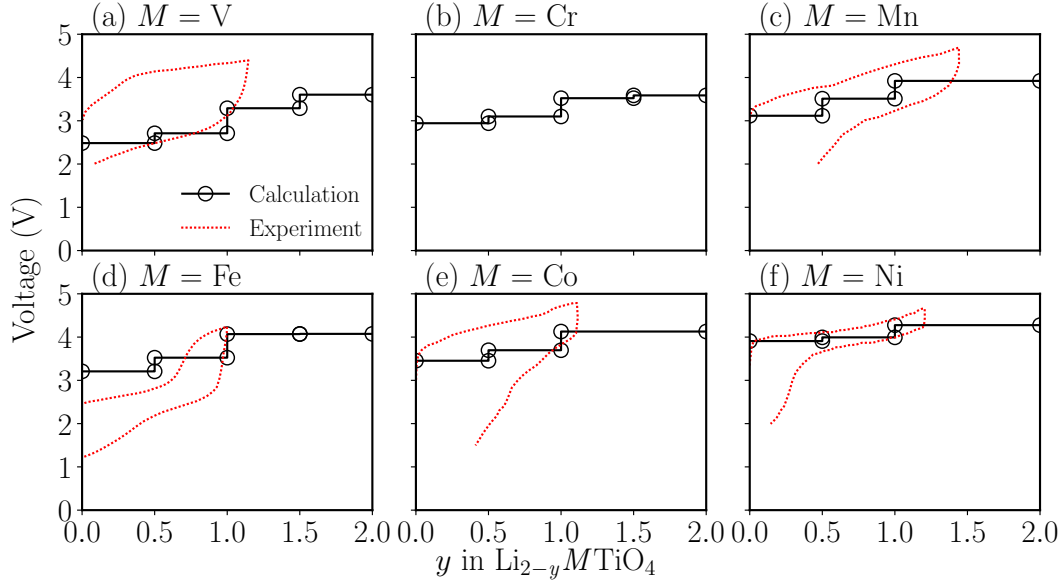 (a) M = V
(b) M = Cr
(c) M = Mn
5
4
3
2
1
0
Calculation
Experiment
Voltage (V)
(d) M = Fe
(e) M = Co
(f) M = Ni
5
4
3
2
1
0
0.0 0.5 1.0 1.5 2.0
0.0 0.5 1.0 1.5 2.0
0.0 0.5 1.0 1.5 2.0
y in Li₂₋yMTiO₄